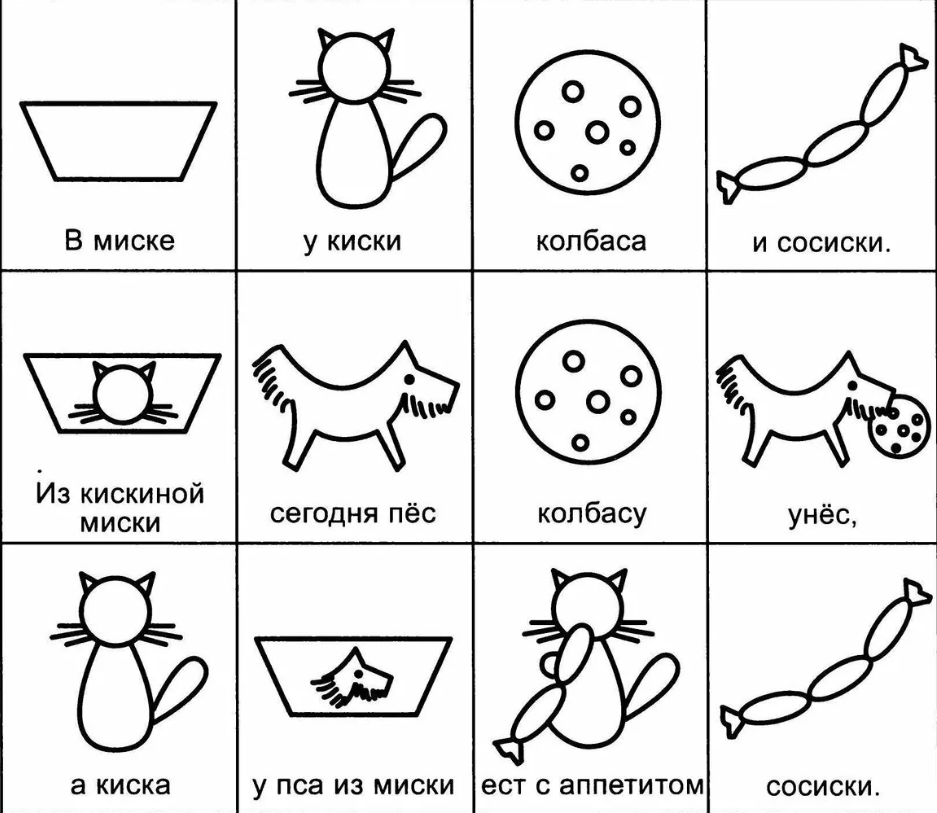 В миске
у киски
колбаса
и сосиски.
Из кискиной
миски
сегодня пёс
колбасу
унёс,
а киска
у пса из миски
ест с аппетитом
сосиски.